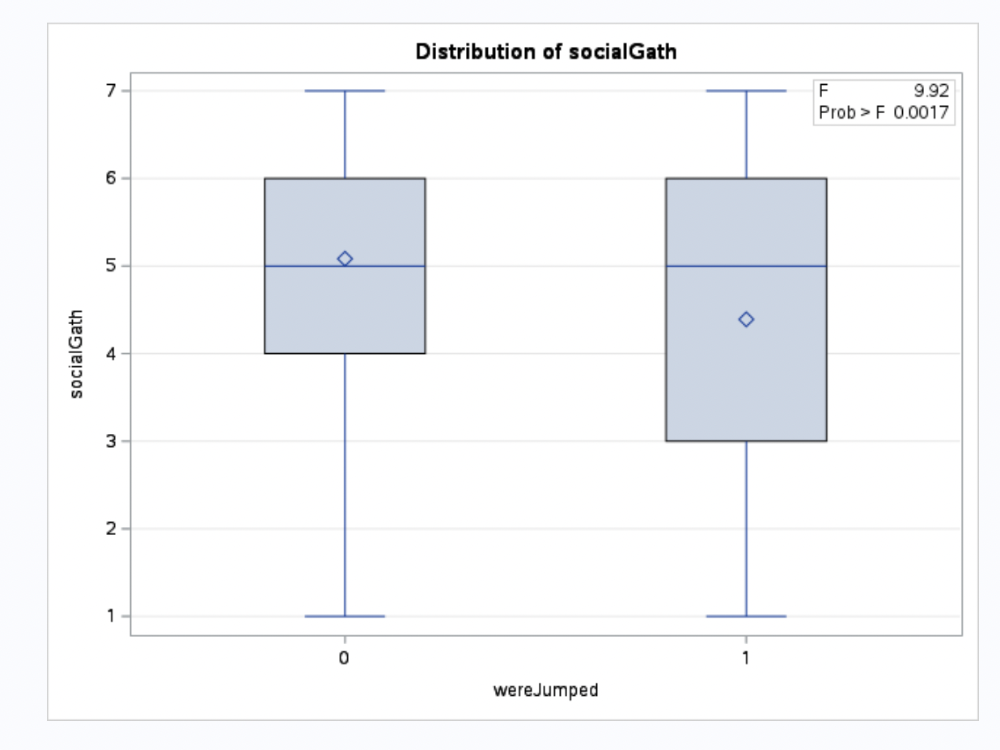 Distribution of socialGath
F 9.92
Prob > F 0.0017
7
6
5
4
3
2
1
socialGath
0 1
wereJumped